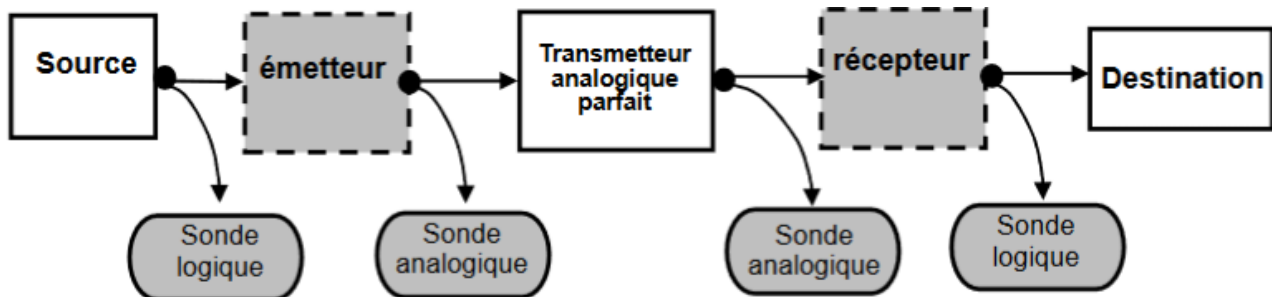 Source
émetteur
Transmetteur
analogique
parfait
récepteur
Destination
Sonde
logique
Sonde
analogique
Sonde
analogique
Sonde
logique